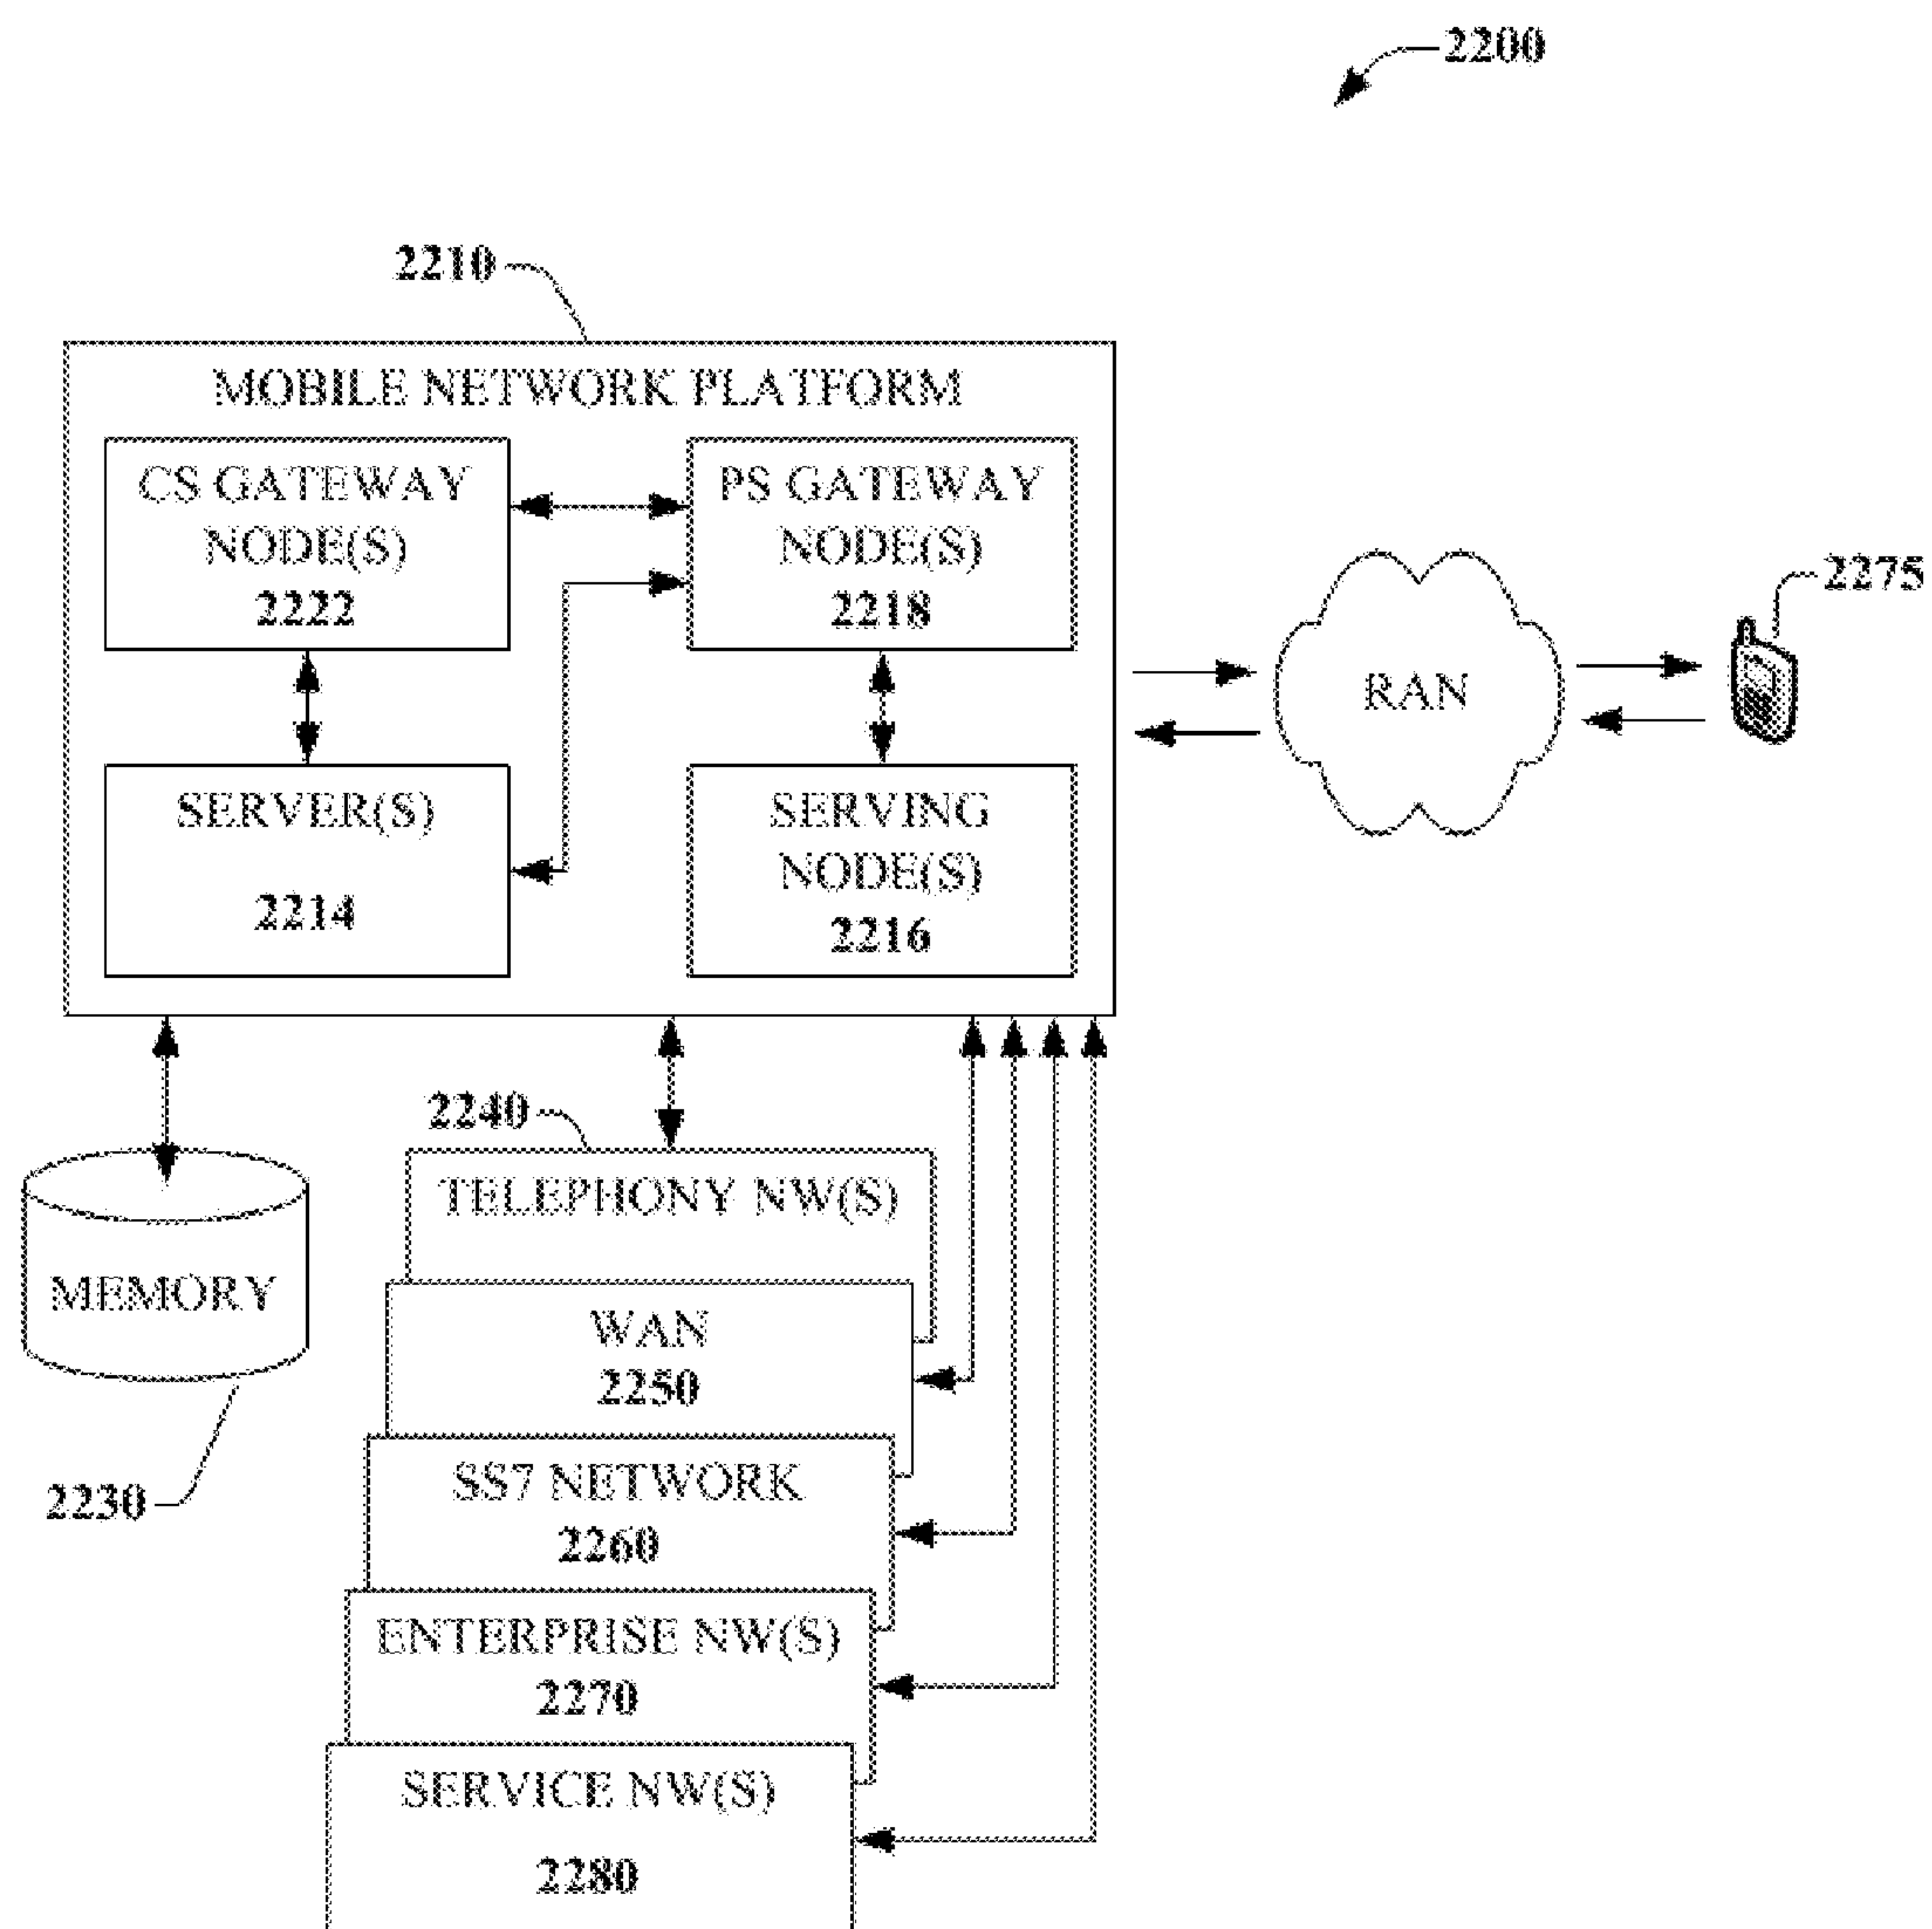 2200
2210
MOBILE NETWORK PLATFORM
CS GATEWAY
NODE(S)
2222
PS GATEWAY
NODE(S)
2218
2275
RAN
SERVER(S)
2214
SERVING
NODE(S)
2216
2240
TELEPHONY NW(S)
MEMORY
2230
WAN
2250
SS7 NETWORK
2260
ENTERPRISE NW(S)
2270
SERVICE NW(S)
2280